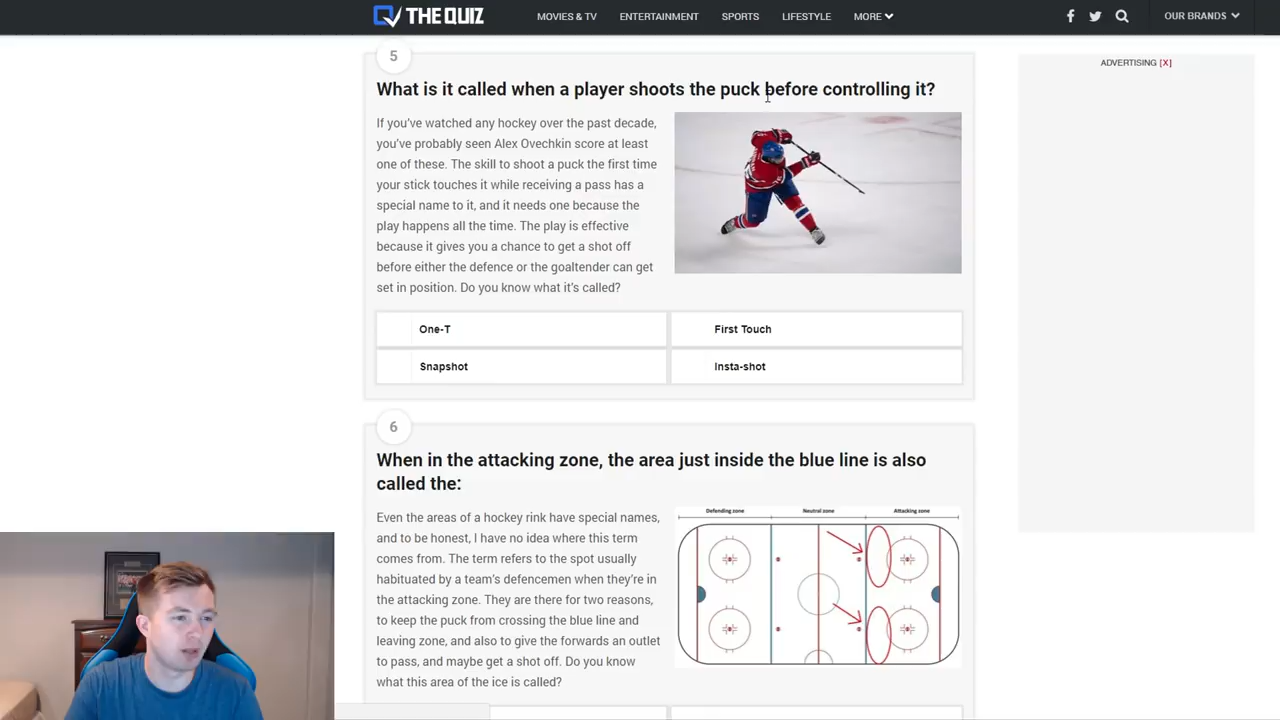 THE QUIZ
MOVIES & TV
ENTERTAINMENT
SPORTS
LIFESTYLE
MORE
OUR BRANDS
5
What is it called when a player shoots the puck before controlling it?
If you've watched any hockey over the past decade,
you've probably seen Alex Ovechkin score at least
one of these. The skill to shoot a puck the first time
your stick touches it while receiving a pass has a
special name to it, and it needs one because the
play happens all the time. The play is effective
because it gives you a chance to get a shot off
before either the defence or the goaltender can get
set in position. Do you know what it's called?
One-T
First Touch
Snapshot
Insta-shot
ADVERTISING [X]
6
When in the attacking zone, the area just inside the blue line is also
called the:
Even the areas of a hockey rink have special names,
and to be honest, I have no idea where this term
comes from. The term refers to the spot usually
habituated by a team's defencemen when they're in
the attacking zone. They are there for two reasons,
to keep the puck from crossing the blue line and
leaving zone, and also to give the forwards an outlet
to pass, and maybe get a shot off. Do you know
what this area of the ice is called?
Defending zone
Neutral zone
Attacking zone